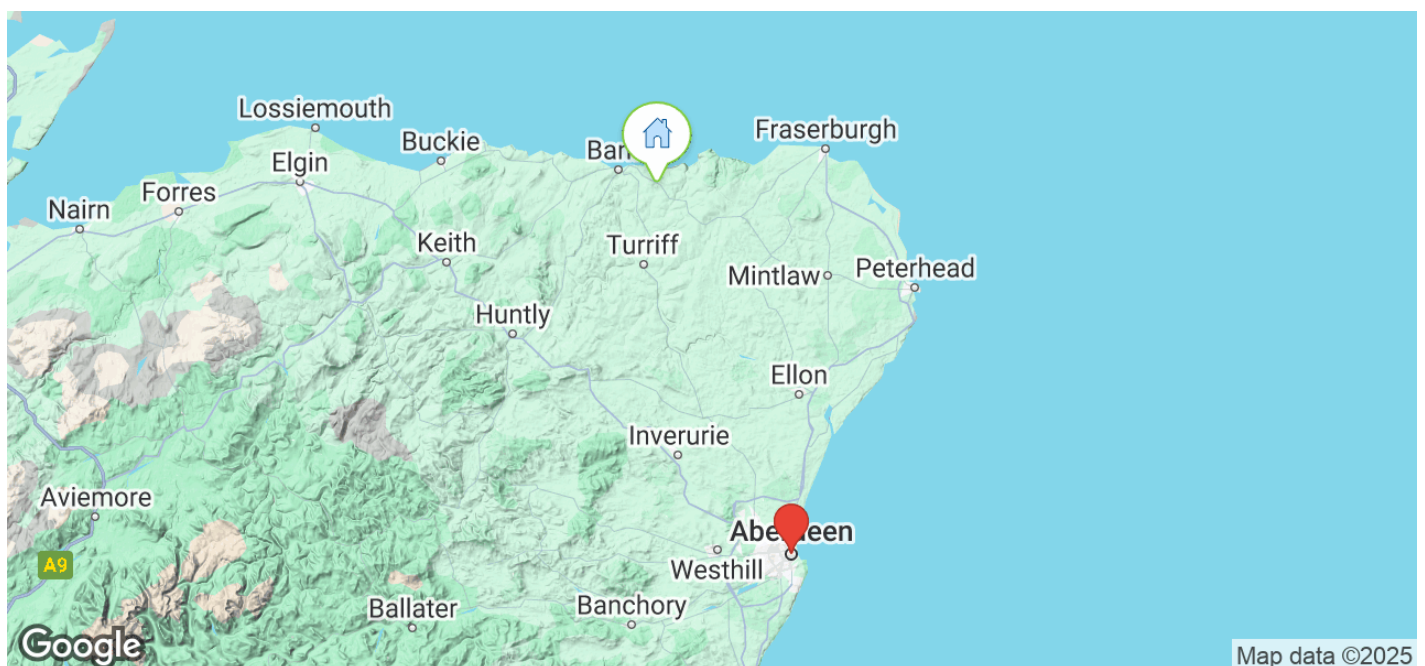 Lossiemouth
Fraserburgh
Buckie
Elgin
Forres
Nairn
Keith
Turriff
Mintlaw
Peterhead
Huntly
Ellon
Inverurie
Aviemore
Aberdeen
Westhill
A9
Ballater
Banchory
Google
Map data ©2025